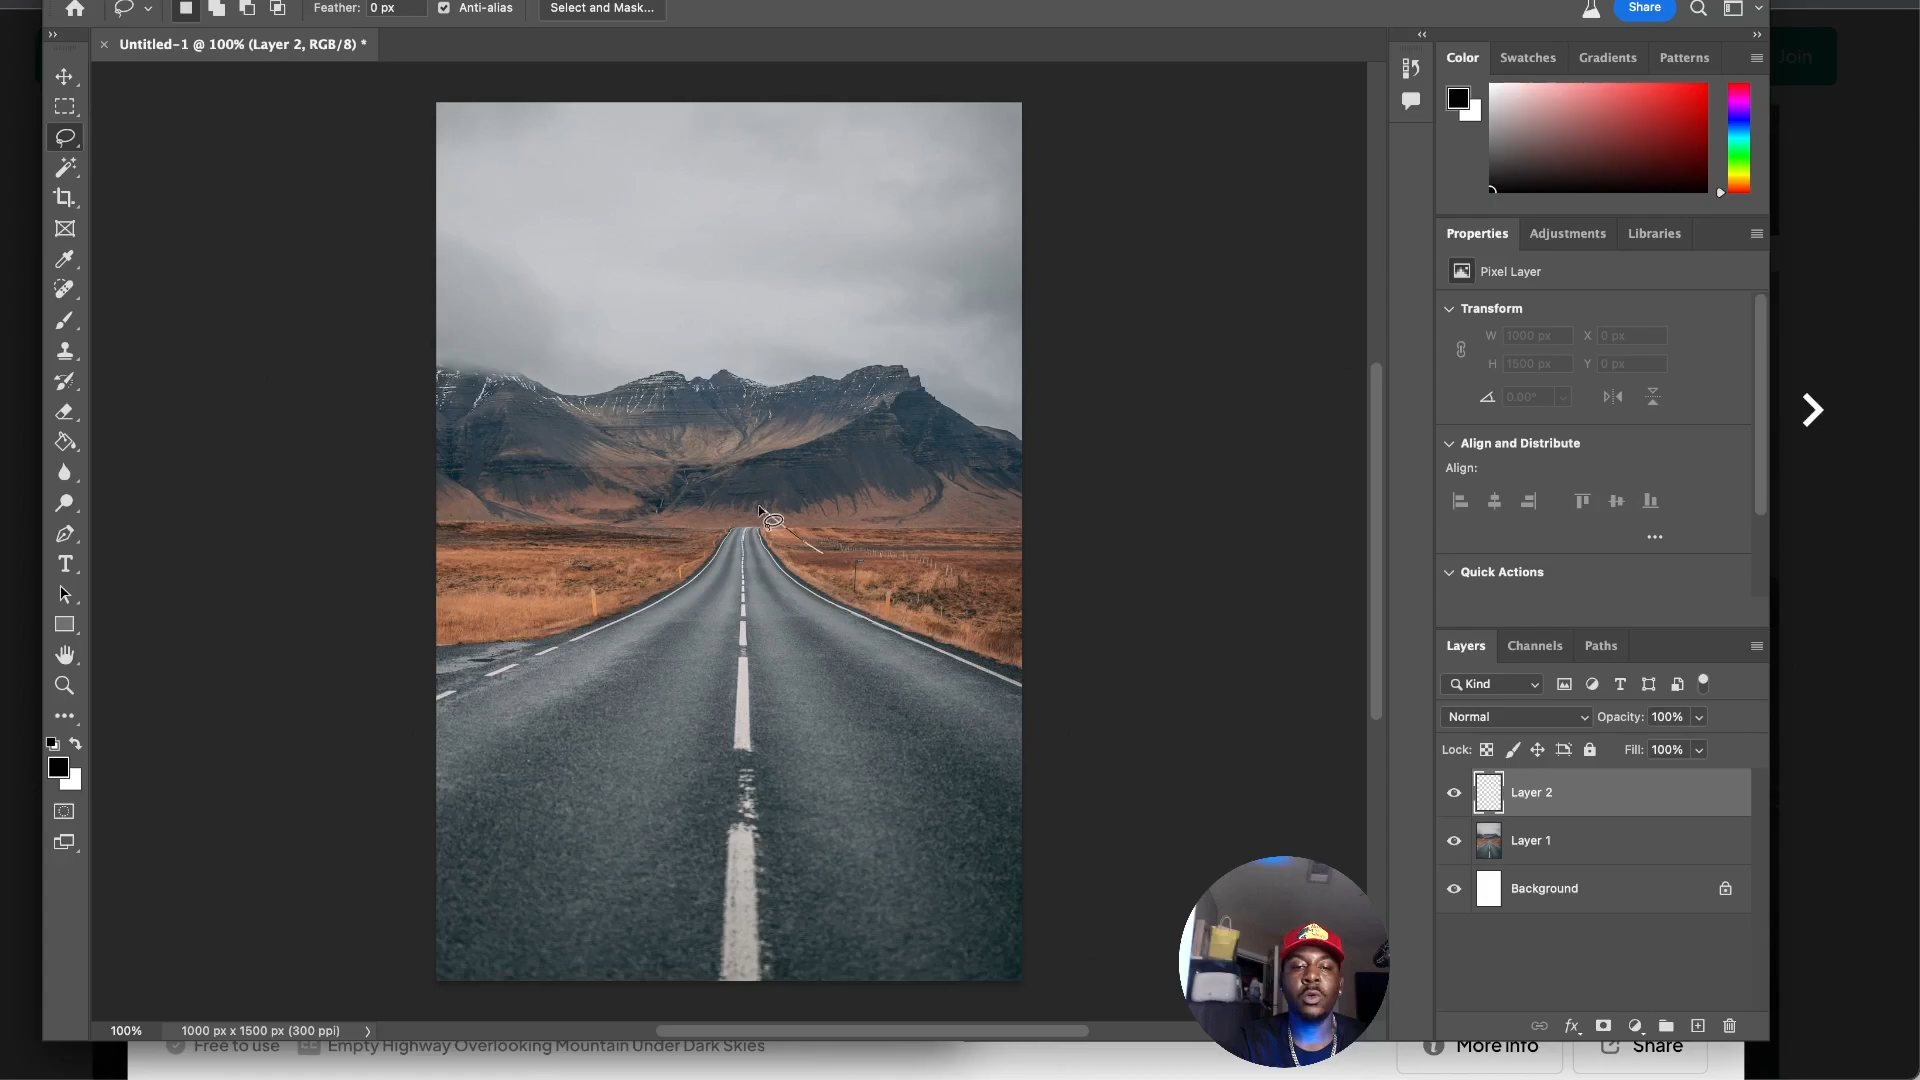 Feather: 0 px Anti-alias Select and Mask... Share
× Untitled-1 @ 100% (Layer 2, RGB/8) *
Join
Color Swatches Gradients Patterns
Properties Adjustments Libraries
Pixel Layer
Transform
W 1000 px X 0 px
H 1500 px Y 0 px
0.00°
Align and Distribute
Align:
Quick Actions
Layers Channels Paths
Kind
Normal Opacity: 100%
Lock: Fill: 100%
Layer 2
Layer 1
Background
fx
100% 1000 px x 1500 px (300 ppi)
Free to use CC Empty Highway Overlooking Mountain Under Dark Skies More info Share